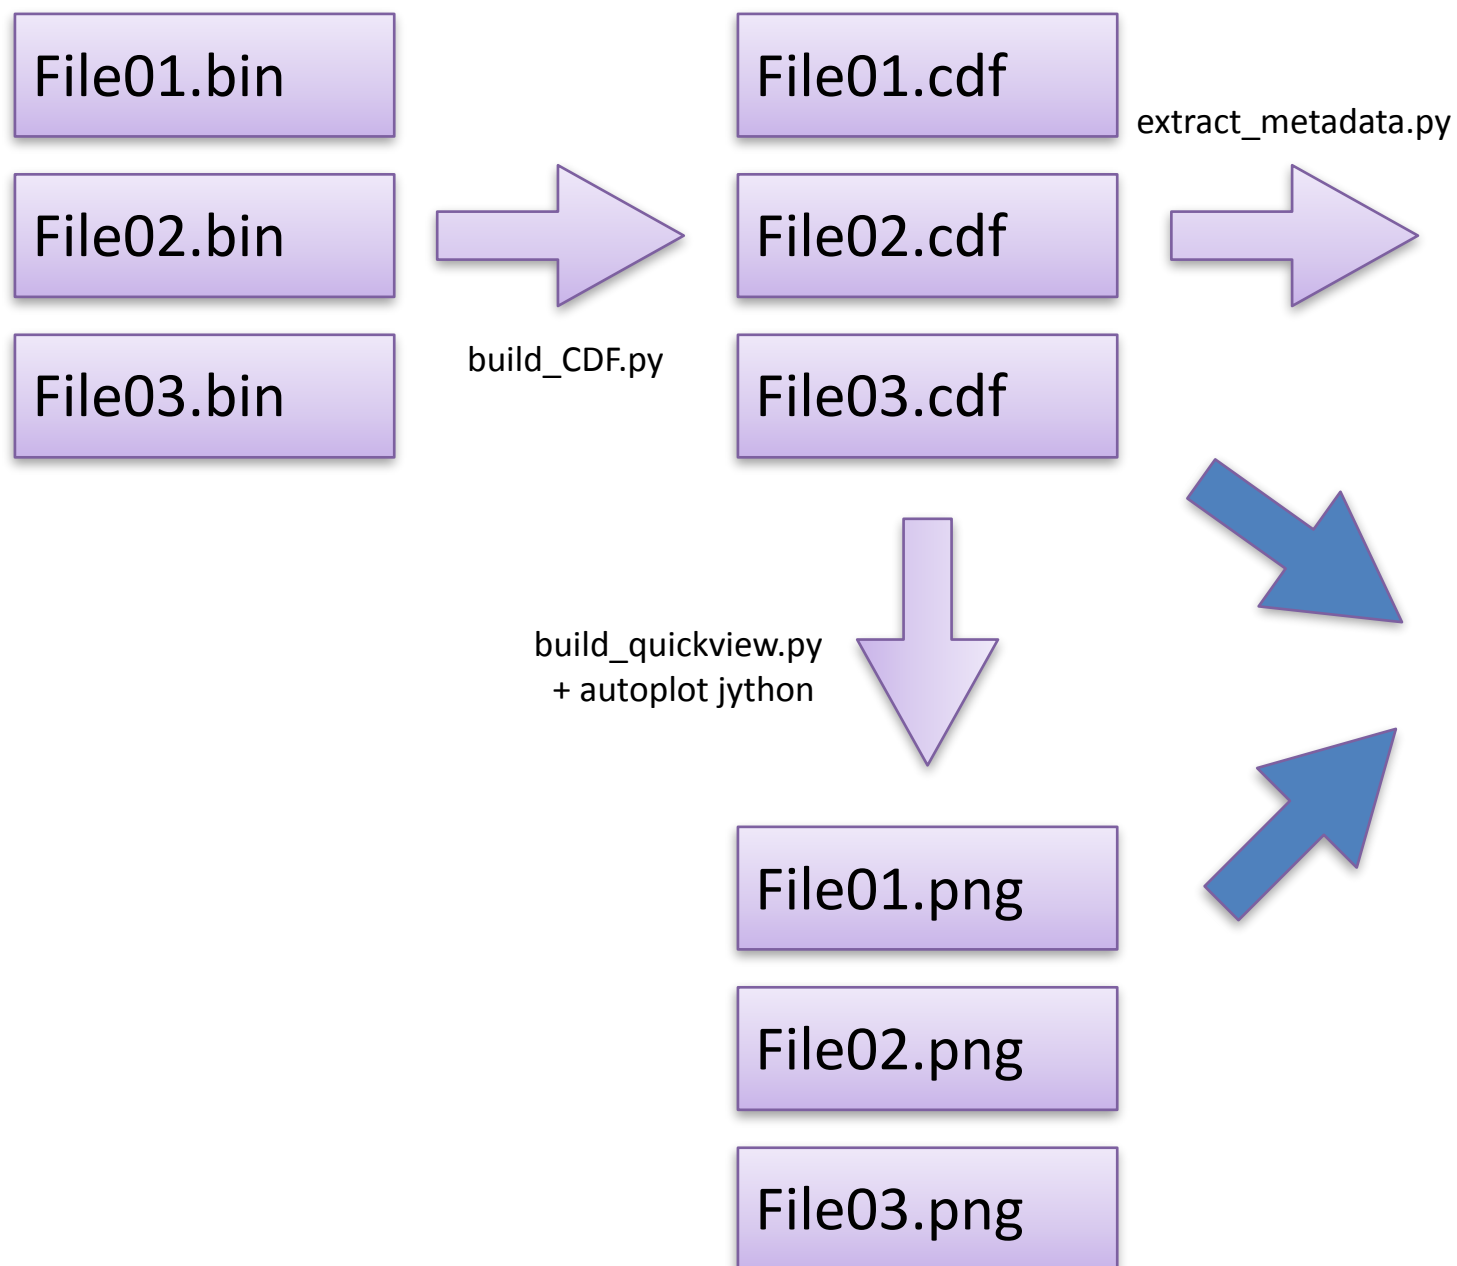 File01.bin
File02.bin
File03.bin
build_CDF.py
File01.cdf
File02.cdf
File03.cdf
extract_metadata.py
build_quickview.py
+ autoplot jython
File01.png
File02.png
File03.png